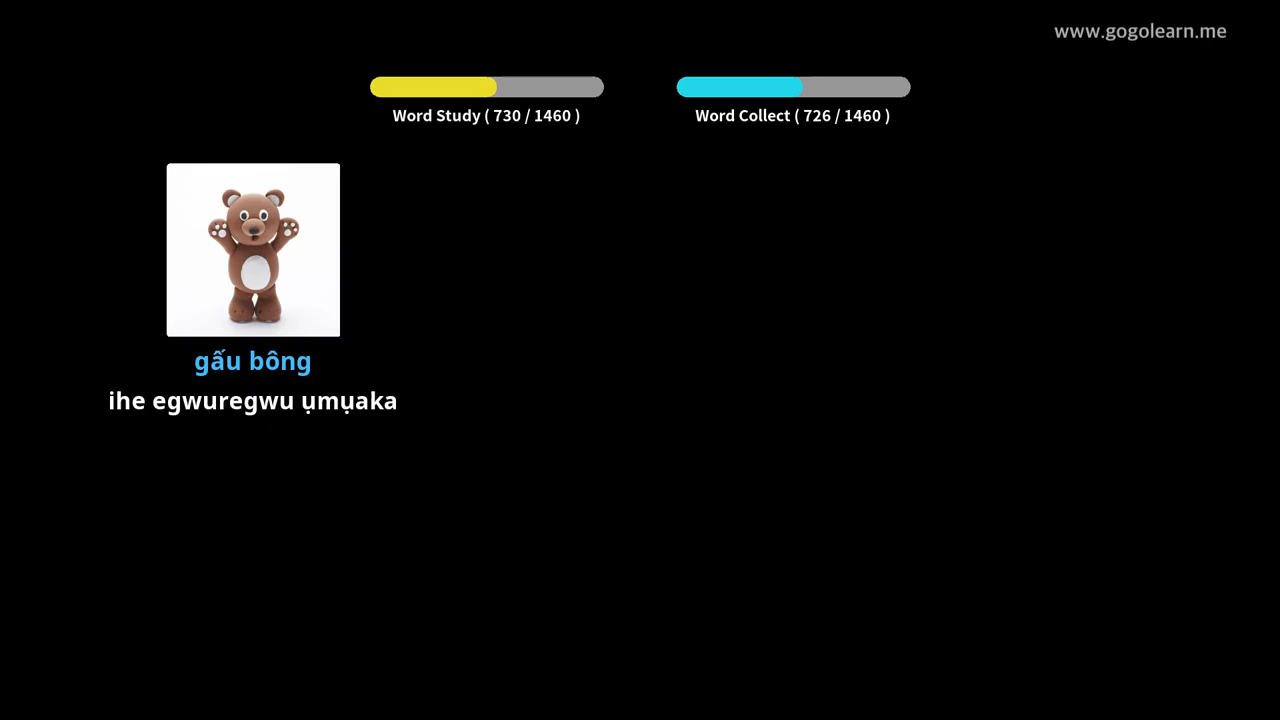 www.gogolearn.me
Word Study ( 730 / 1460 )
Word Collect ( 726 / 1460 )
gấu bông
ihe egwuregwu ụmụaka